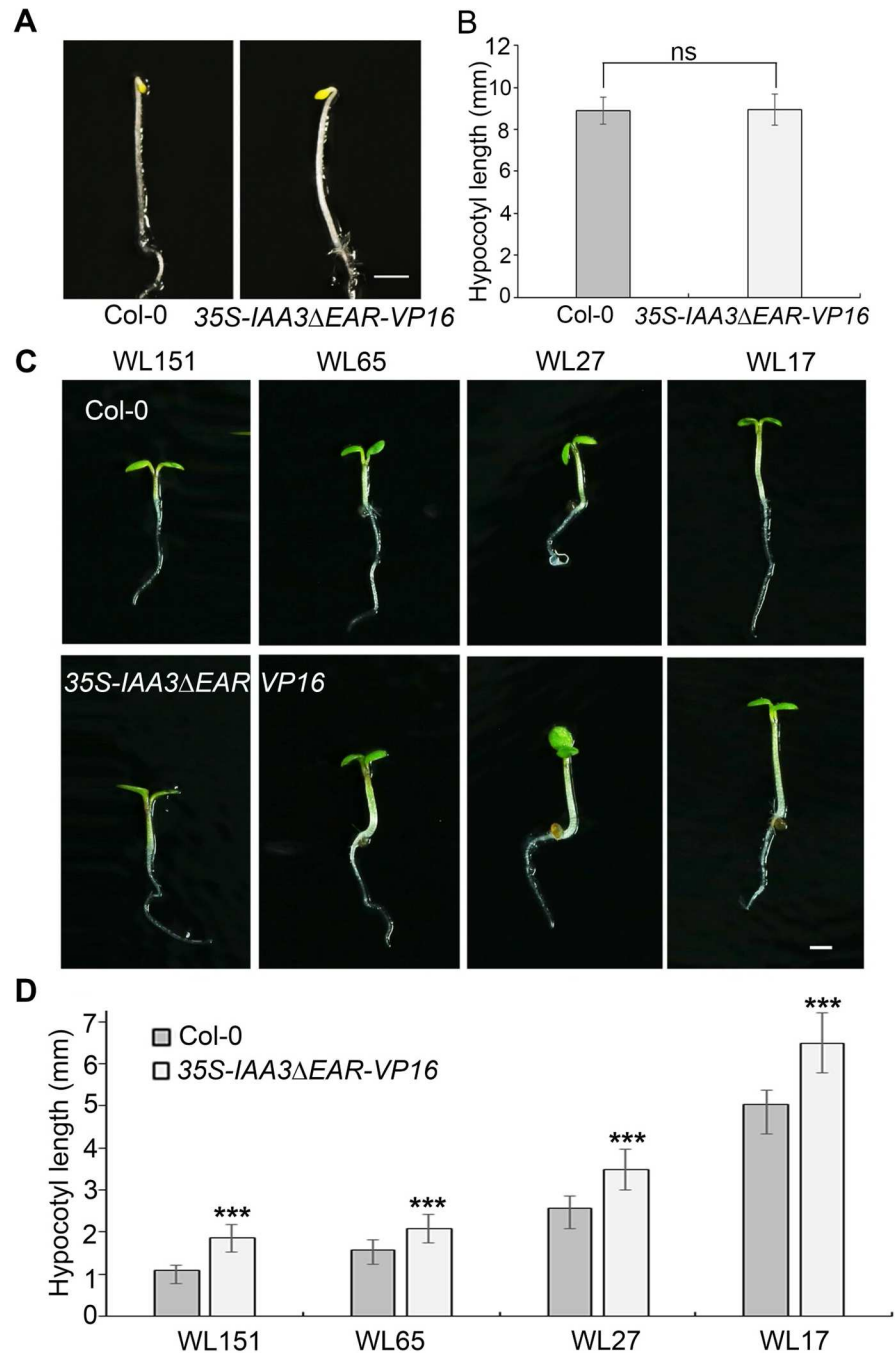 A
Col-0
35S-IAA3ΔEAR-VP16
B
Hypocotyl length (mm)
12
10
8
6
4
2
0
ns
Col-0
35S-IAA3ΔEAR-VP16
C
WL151
WL65
WL27
WL17
Col-0
35S-IAA3ΔEAR VP16
D
Hypocotyl length (mm)
7
6
5
4
3
2
1
0
Col-0
35S-IAA3ΔEAR-VP16
***
***
***
***
WL151
WL65
WL27
WL17